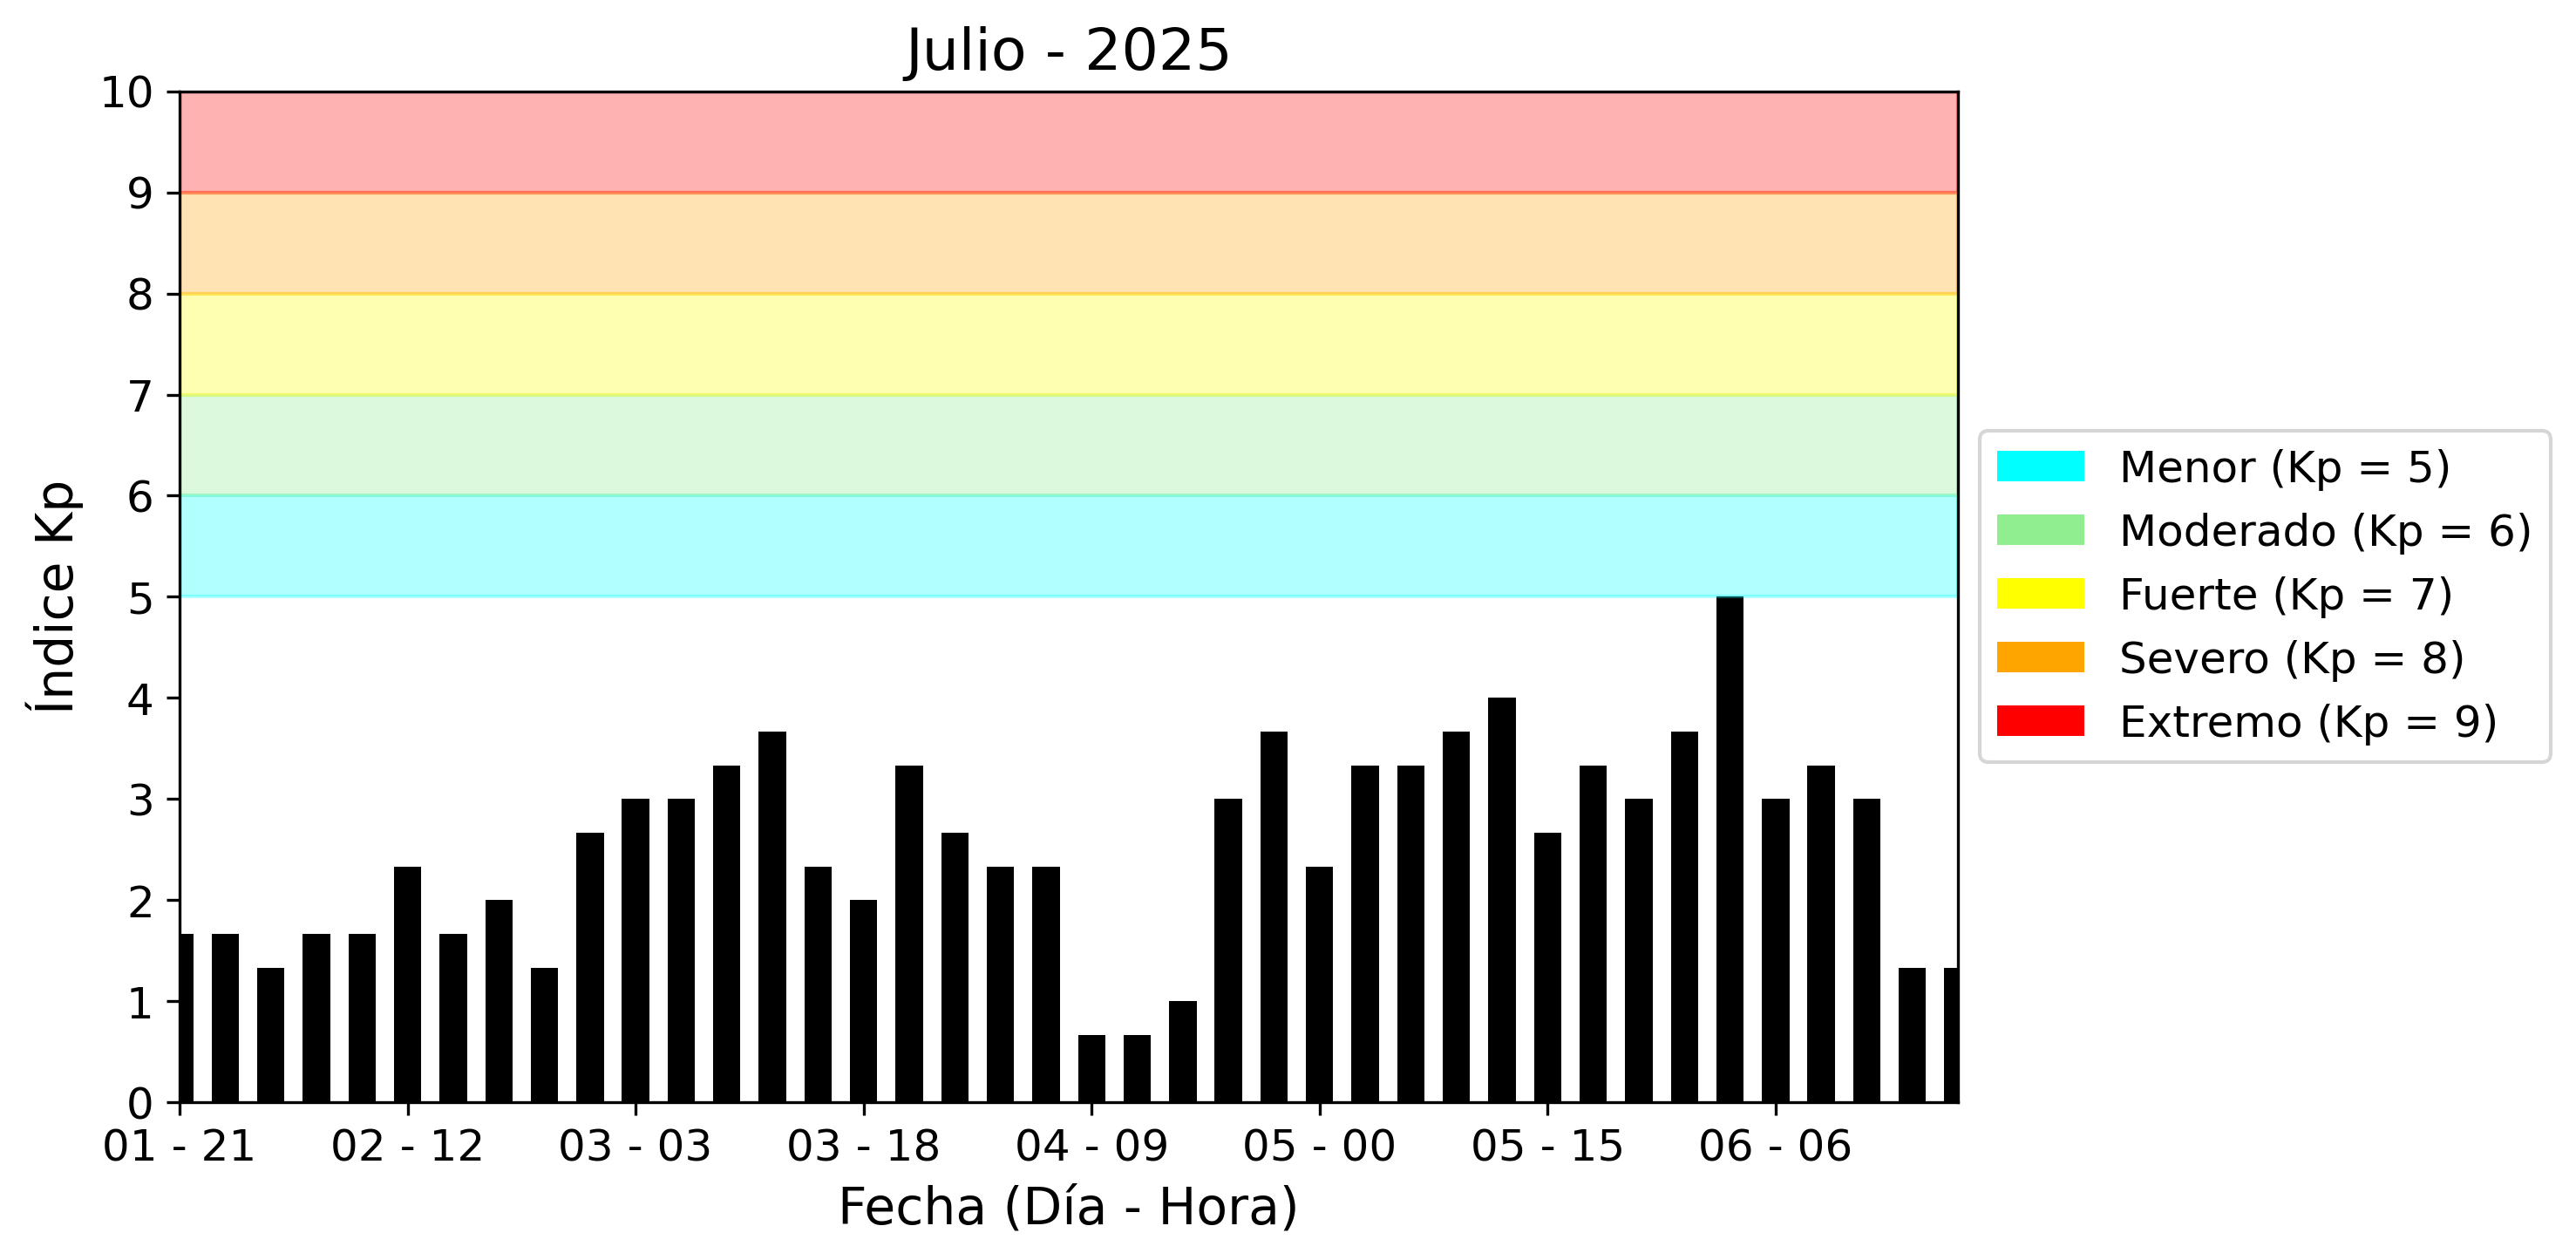 Julio - 2025
10
9
8
7
6
5
4
3
2
1
0
Índice Kp
01 - 21
02 - 12
03 - 03
03 - 18
04 - 09
05 - 00
05 - 15
06 - 06
Fecha (Día - Hora)
Menor (Kp = 5)
Moderado (Kp = 6)
Fuerte (Kp = 7)
Severo (Kp = 8)
Extremo (Kp = 9)